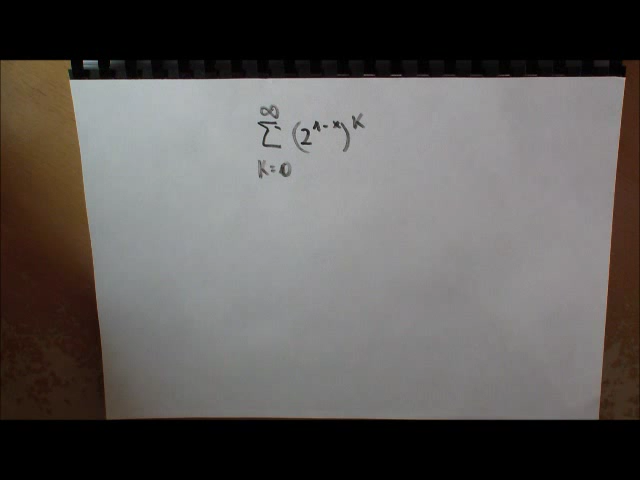 ∞
∑ (2^{1-x})^K
K=0